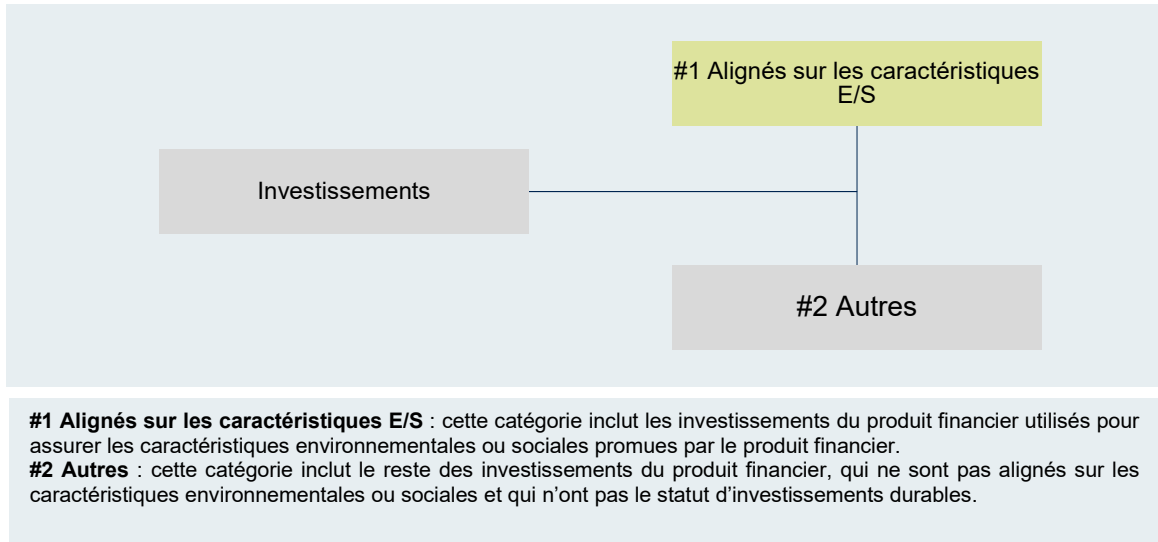 #1 Alignés sur les caractéristiques
E/S
Investissements
#2 Autres
#1 Alignés sur les caractéristiques E/S : cette catégorie inclut les investissements du produit financier utilisés pour
assurer les caractéristiques environnementales ou sociales promues par le produit financier.
#2 Autres : cette catégorie inclut le reste des investissements du produit financier, qui ne sont pas alignés sur les
caractéristiques environnementales ou sociales et qui n’ont pas le statut d’investissements durables.